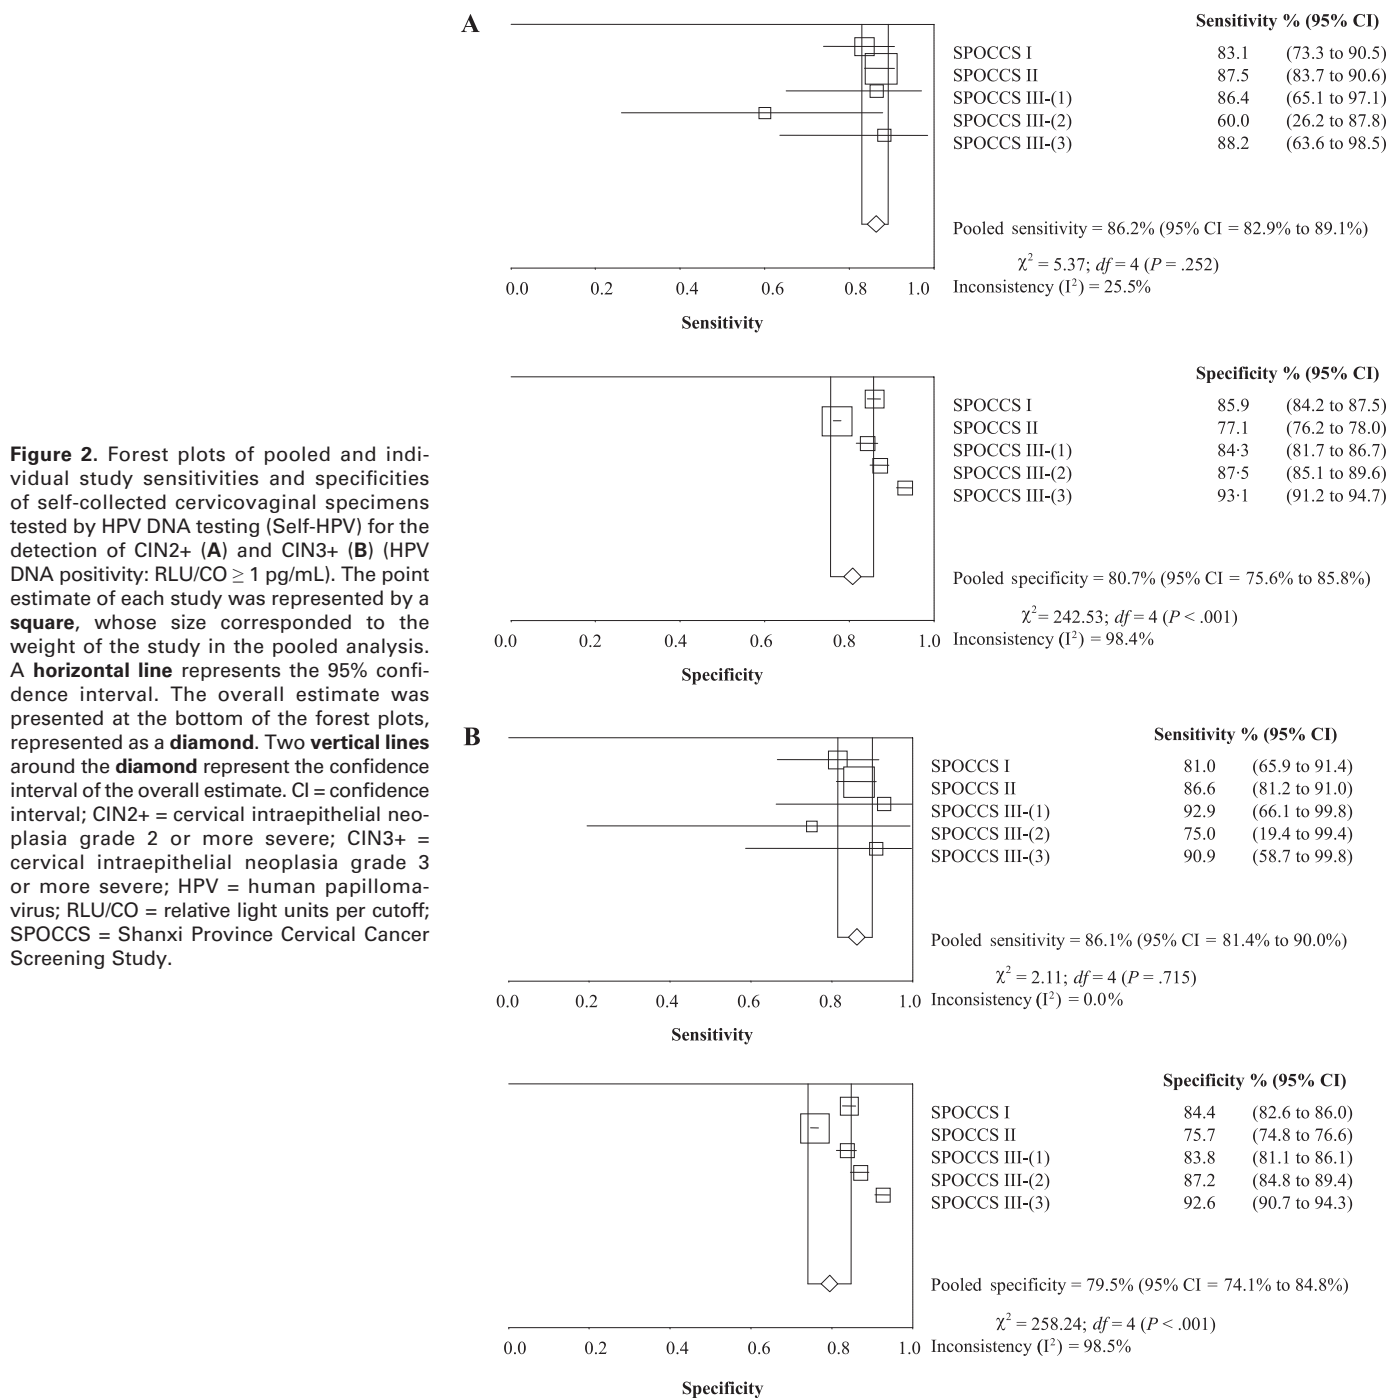 Figure 2. Forest plots of pooled and indi-
vidual study sensitivities and specificities
of self-collected cervicovaginal specimens
tested by HPV DNA testing (Self-HPV) for the
detection of CIN2+ (A) and CIN3+ (B) (HPV
DNA positivity: RLU/CO ≥ 1 pg/mL). The point
estimate of each study was represented by a
square, whose size corresponded to the
weight of the study in the pooled analysis.
A horizontal line represents the 95% confi-
dence interval. The overall estimate was
presented at the bottom of the forest plots,
represented as a diamond. Two vertical lines
around the diamond represent the confidence
interval of the overall estimate. CI = confidence
interval; CIN2+ = cervical intraepithelial neo-
plasia grade 2 or more severe; CIN3+ =
cervical intraepithelial neoplasia grade 3
or more severe; HPV = human papilloma-
virus; RLU/CO = relative light units per cutoff;
SPOCCS = Shanxi Province Cervical Cancer
Screening Study.
A
Sensitivity % (95% CI)
SPOCCS I 83.1 (73.3 to 90.5)
SPOCCS II 87.5 (83.7 to 90.6)
SPOCCS III-(1) 86.4 (65.1 to 97.1)
SPOCCS III-(2) 60.0 (26.2 to 87.8)
SPOCCS III-(3) 88.2 (63.6 to 98.5)
Pooled sensitivity = 86.2% (95% CI = 82.9% to 89.1%)
χ² = 5.37; df = 4 (P = .252)
Inconsistency (I²) = 25.5%
0.0 0.2 0.4 0.6 0.8 1.0
Sensitivity
Specificity % (95% CI)
SPOCCS I 85.9 (84.2 to 87.5)
SPOCCS II 77.1 (76.2 to 78.0)
SPOCCS III-(1) 84·3 (81.7 to 86.7)
SPOCCS III-(2) 87·5 (85.1 to 89.6)
SPOCCS III-(3) 93·1 (91.2 to 94.7)
Pooled specificity = 80.7% (95% CI = 75.6% to 85.8%)
χ² = 242.53; df = 4 (P < .001)
Inconsistency (I²) = 98.4%
0.0 0.2 0.4 0.6 0.8 1.0
Specificity
B
Sensitivity % (95% CI)
SPOCCS I 81.0 (65.9 to 91.4)
SPOCCS II 86.6 (81.2 to 91.0)
SPOCCS III-(1) 92.9 (66.1 to 99.8)
SPOCCS III-(2) 75.0 (19.4 to 99.4)
SPOCCS III-(3) 90.9 (58.7 to 99.8)
Pooled sensitivity = 86.1% (95% CI = 81.4% to 90.0%)
χ² = 2.11; df = 4 (P = .715)
Inconsistency (I²) = 0.0%
0.0 0.2 0.4 0.6 0.8 1.0
Sensitivity
Specificity % (95% CI)
SPOCCS I 84.4 (82.6 to 86.0)
SPOCCS II 75.7 (74.8 to 76.6)
SPOCCS III-(1) 83.8 (81.1 to 86.1)
SPOCCS III-(2) 87.2 (84.8 to 89.4)
SPOCCS III-(3) 92.6 (90.7 to 94.3)
Pooled specificity = 79.5% (95% CI = 74.1% to 84.8%)
χ² = 258.24; df = 4 (P < .001)
Inconsistency (I²) = 98.5%
0.0 0.2 0.4 0.6 0.8 1.0
Specificity